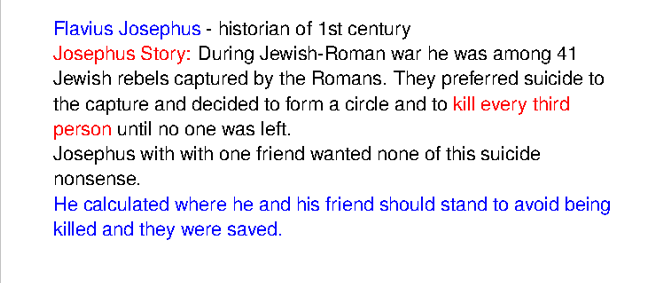 Flavius Josephus - historian of 1st century
Josephus Story: During Jewish-Roman war he was among 41
Jewish rebels captured by the Romans. They preferred suicide to
the capture and decided to form a circle and to kill every third
person until no one was left.
Josephus with with one friend wanted none of this suicide
nonsense.
He calculated where he and his friend should stand to avoid being
killed and they were saved.